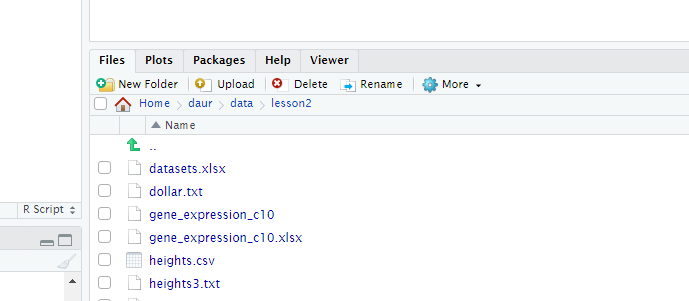 Files Plots Packages Help Viewer
New Folder Upload Delete Rename More
Home daur data lesson2
Name
..
datasets.xlsx
dollar.txt
gene_expression_c10
R Script
gene_expression_c10.xlsx
heights.csv
heights3.txt